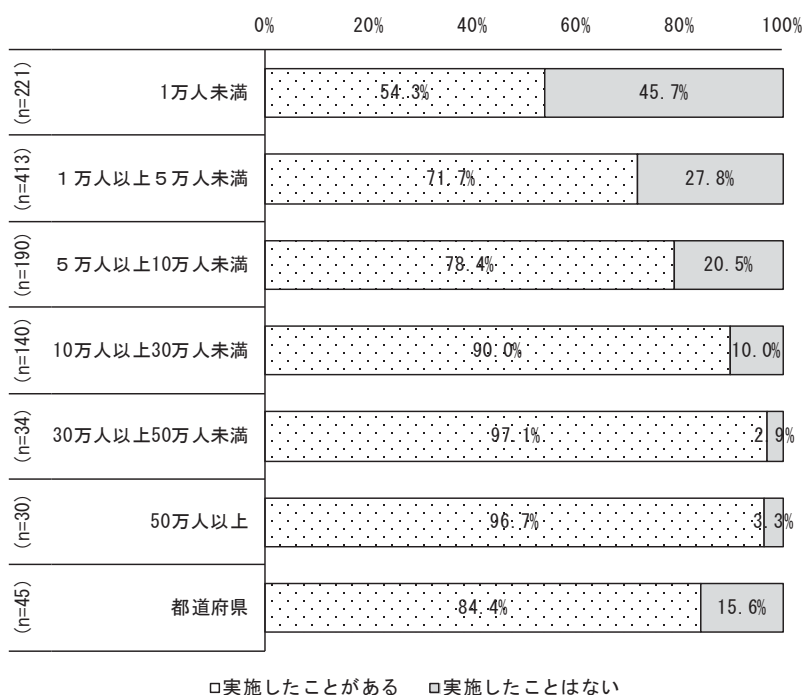 0% 20% 40% 60% 80% 100%
(n=221) 1万人未満 54.3% 45.7%
(n=413) 1万人以上5万人未満 71.7% 27.8%
(n=190) 5万人以上10万人未満 78.4% 20.5%
(n=140) 10万人以上30万人未満 90.0% 10.0%
(n=34) 30万人以上50万人未満 97.1% 2.9%
(n=30) 50万人以上 96.7% 3.3%
(n=45) 都道府県 84.4% 15.6%
□実施したことがある □実施したことはない